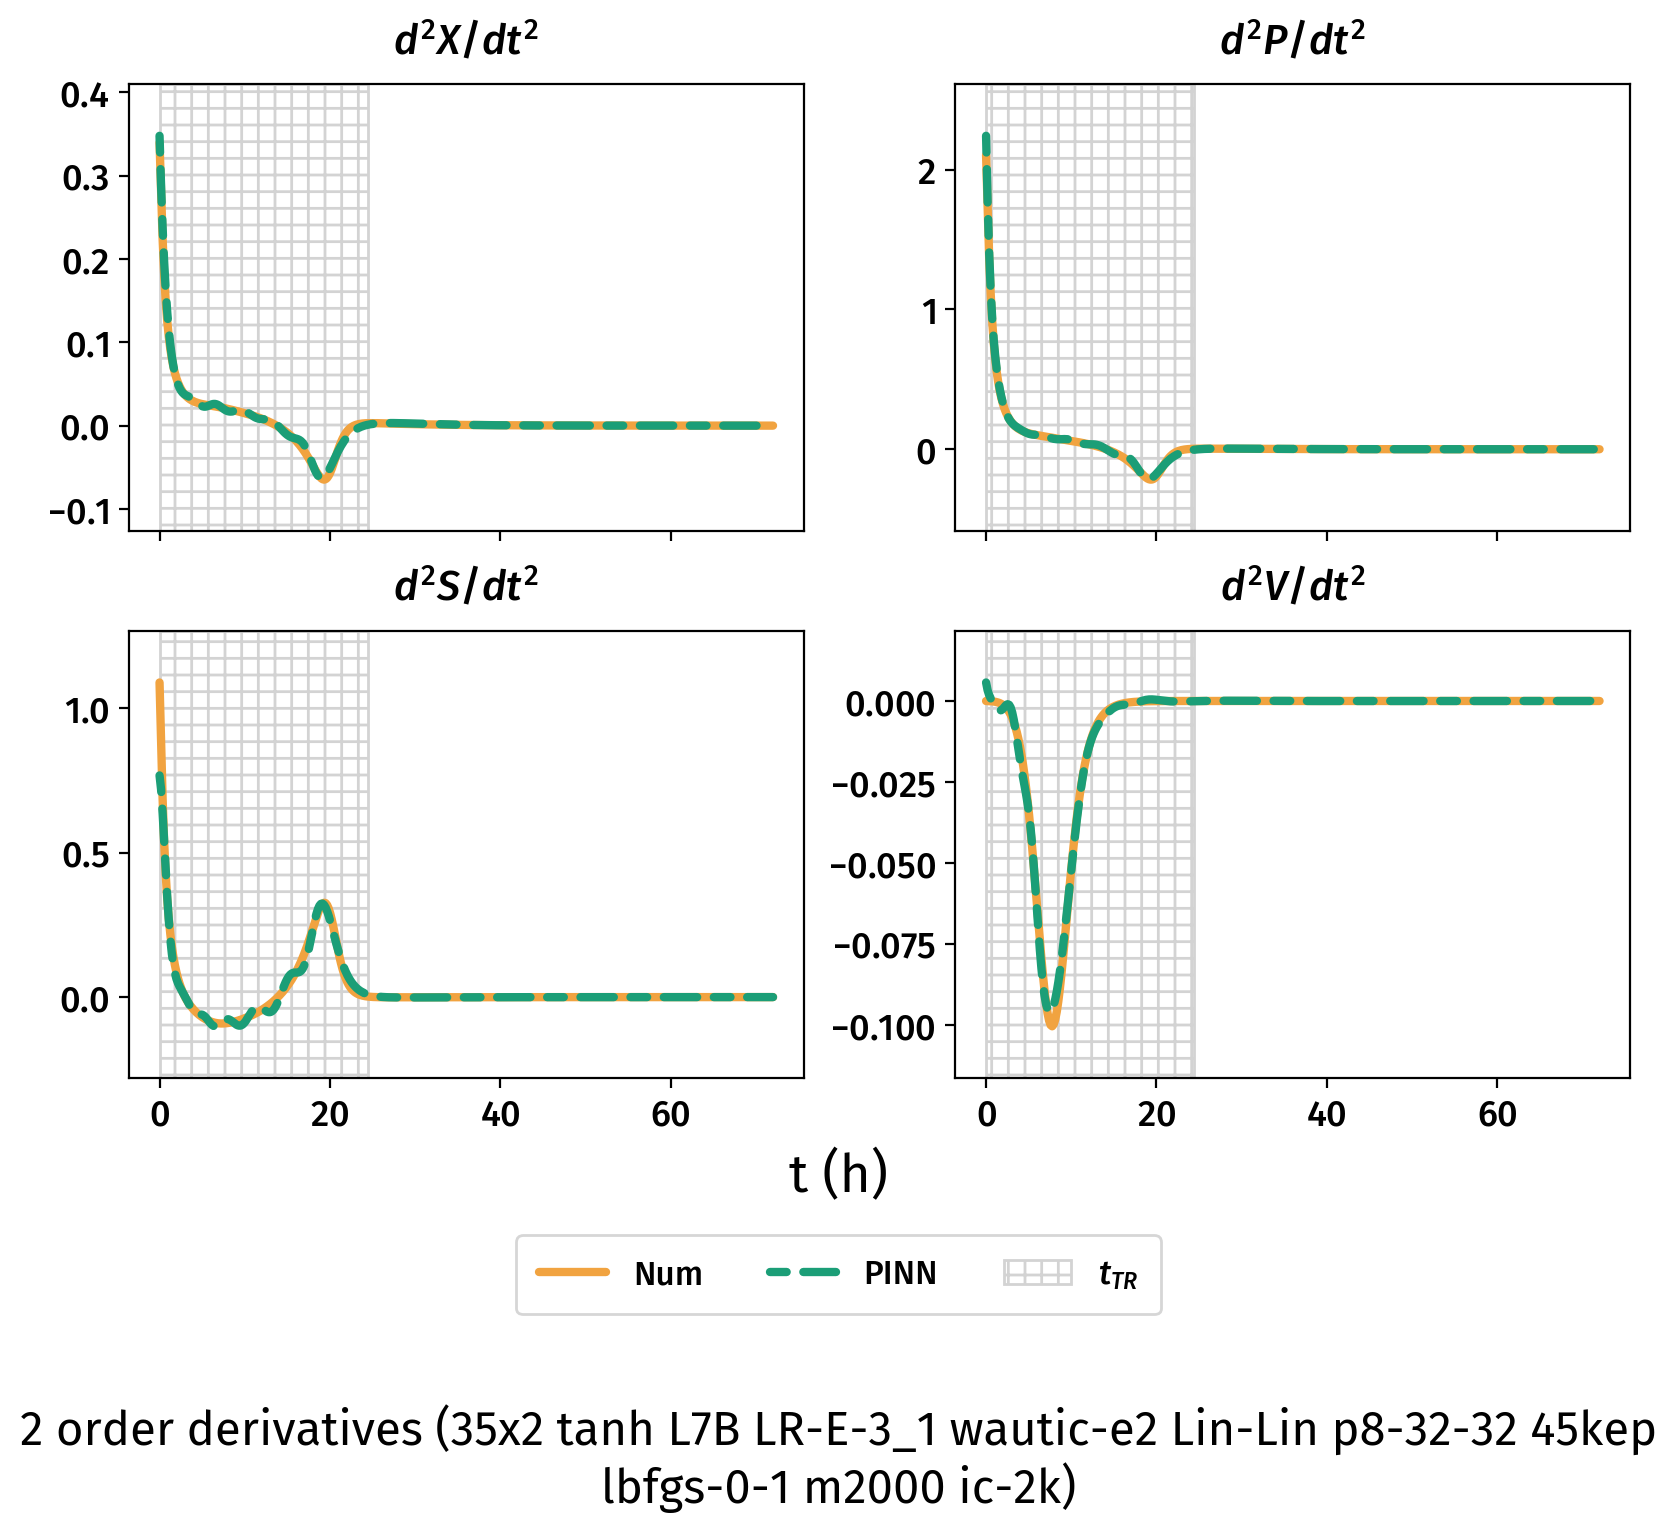 d²X/dt²
0.4
0.3
0.2
0.1
0.0
−0.1
d²P/dt²
2
1
0
d²S/dt²
1.0
0.5
0.0
0 20 40 60
d²V/dt²
0.000
−0.025
−0.050
−0.075
−0.100
0 20 40 60
t (h)
Num PINN t_TR
2 order derivatives (35x2 tanh L7B LR-E-3_1 wautic-e2 Lin-Lin p8-32-32 45kep
lbfgs-0-1 m2000 ic-2k)